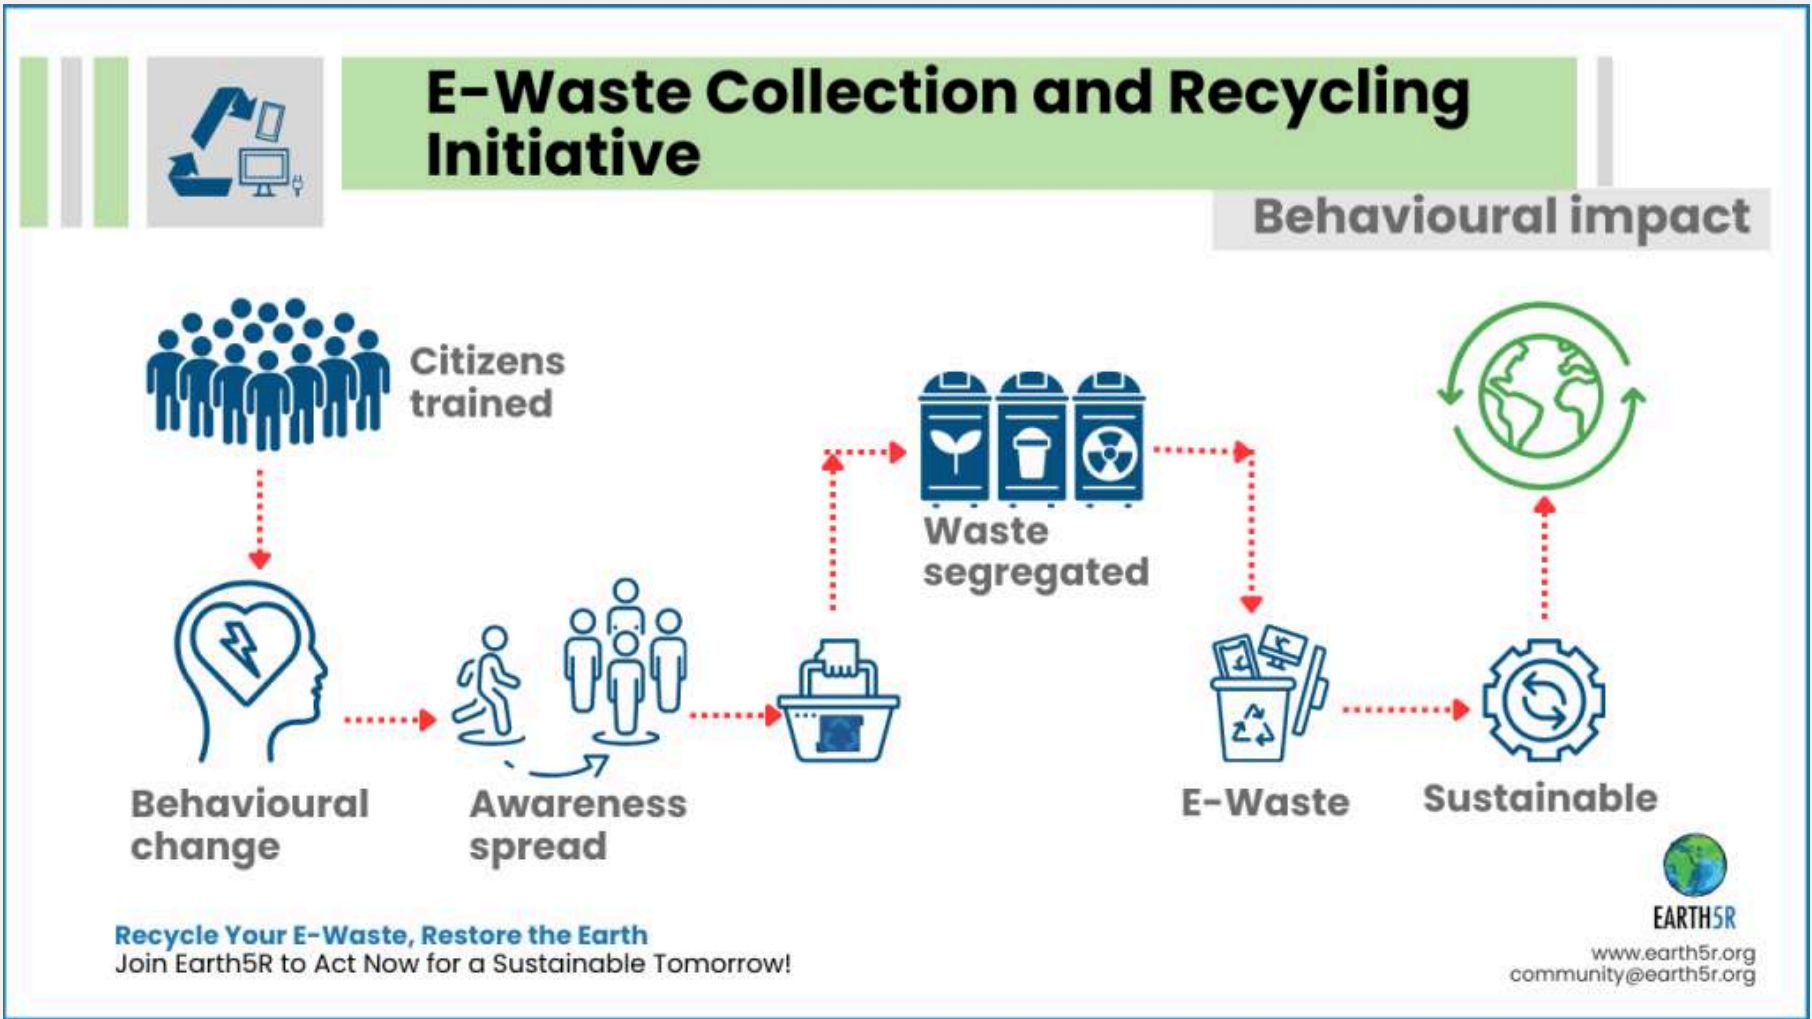 E-Waste Collection and Recycling
Initiative
Behavioural impact
Citizens
trained
Waste
segregated
Behavioural
change
Awareness
spread
E-Waste
Sustainable
EARTH5R
Recycle Your E-Waste, Restore the Earth
Join Earth5R to Act Now for a Sustainable Tomorrow!
www.earth5r.org
community@earth5r.org